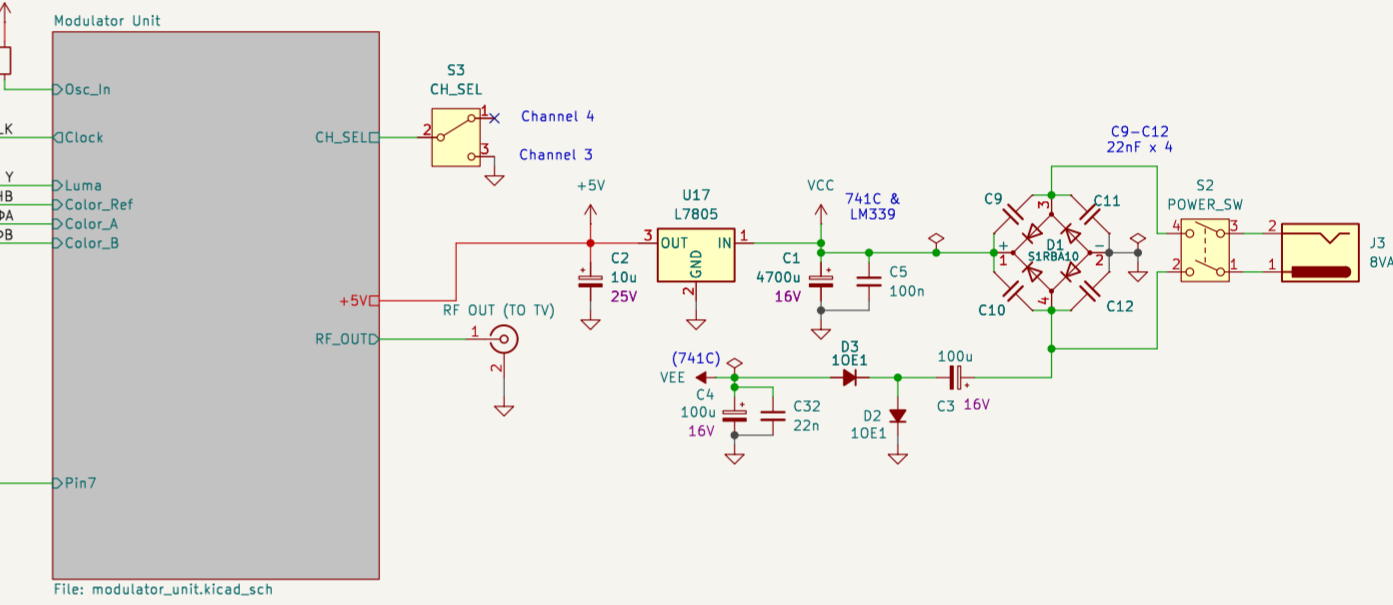 Modulator Unit
Osc_In
LK
Clock
Y
Luma
HB
Color_Ref
ΦA
Color_A
ΦB
Color_B
Pin7
CH_SEL
+5V
RF_OUT
File: modulator_unit.kicad_sch
S3
CH_SEL
1
2
3
Channel 4
Channel 3
RF OUT (TO TV)
1
2
+5V
C2
10u
25V
U17
L7805
3
OUT
IN
1
GND
2
VCC
741C &
LM339
C1
4700u
16V
C5
100n
C9-C12
22nF x 4
C9
C11
3
+
1
D1
S1RBA10
-
2
4
C10
C12
S2
POWER_SW
4
3
2
1
2
1
J3
8VA
(741C)
VEE
C4
100u
16V
C32
22n
D3
10E1
D2
10E1
100u
C3
16V
+
+
+
+